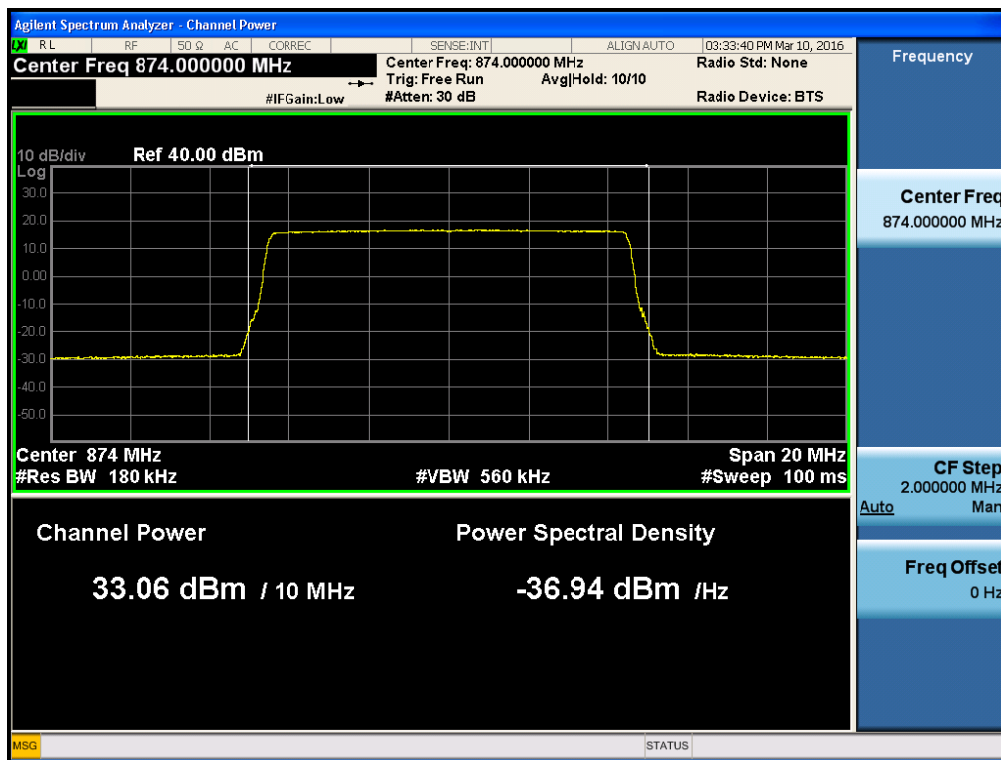 Agilent Spectrum Analyzer - Channel Power
LXI RL RF 50 Ω AC CORREC SENSE:INT ALIGN AUTO 03:33:40 PM Mar 10, 2016
Center Freq 874.000000 MHz
Center Freq: 874.000000 MHz Radio Std: None
Trig: Free Run Avg|Hold: 10/10
#IFGain:Low #Atten: 30 dB Radio Device: BTS
10 dB/div Ref 40.00 dBm
Log
30.0
20.0
10.0
0.00
-10.0
-20.0
-30.0
-40.0
-50.0
Center 874 MHz Span 20 MHz
#Res BW 180 kHz #VBW 560 kHz #Sweep 100 ms
Channel Power Power Spectral Density
33.06 dBm / 10 MHz -36.94 dBm /Hz
Frequency
Center Freq
874.000000 MHz
CF Step
2.000000 MHz
Auto Man
Freq Offset
0 Hz
MSG STATUS